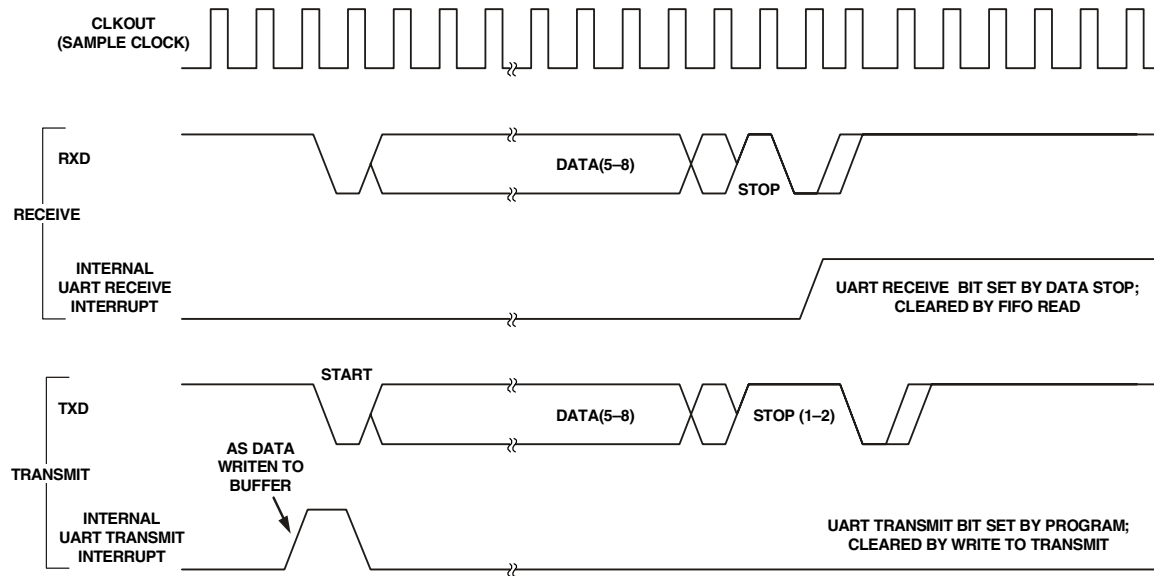 CLKOUT
(SAMPLE CLOCK)
RXD
DATA(5–8)
STOP
RECEIVE
INTERNAL
UART RECEIVE
INTERRUPT
UART RECEIVE BIT SET BY DATA STOP;
CLEARED BY FIFO READ
START
TXD
DATA(5–8)
STOP (1–2)
AS DATA
WRITEN TO
BUFFER
TRANSMIT
INTERNAL
UART TRANSMIT
INTERRUPT
UART TRANSMIT BIT SET BY PROGRAM;
CLEARED BY WRITE TO TRANSMIT